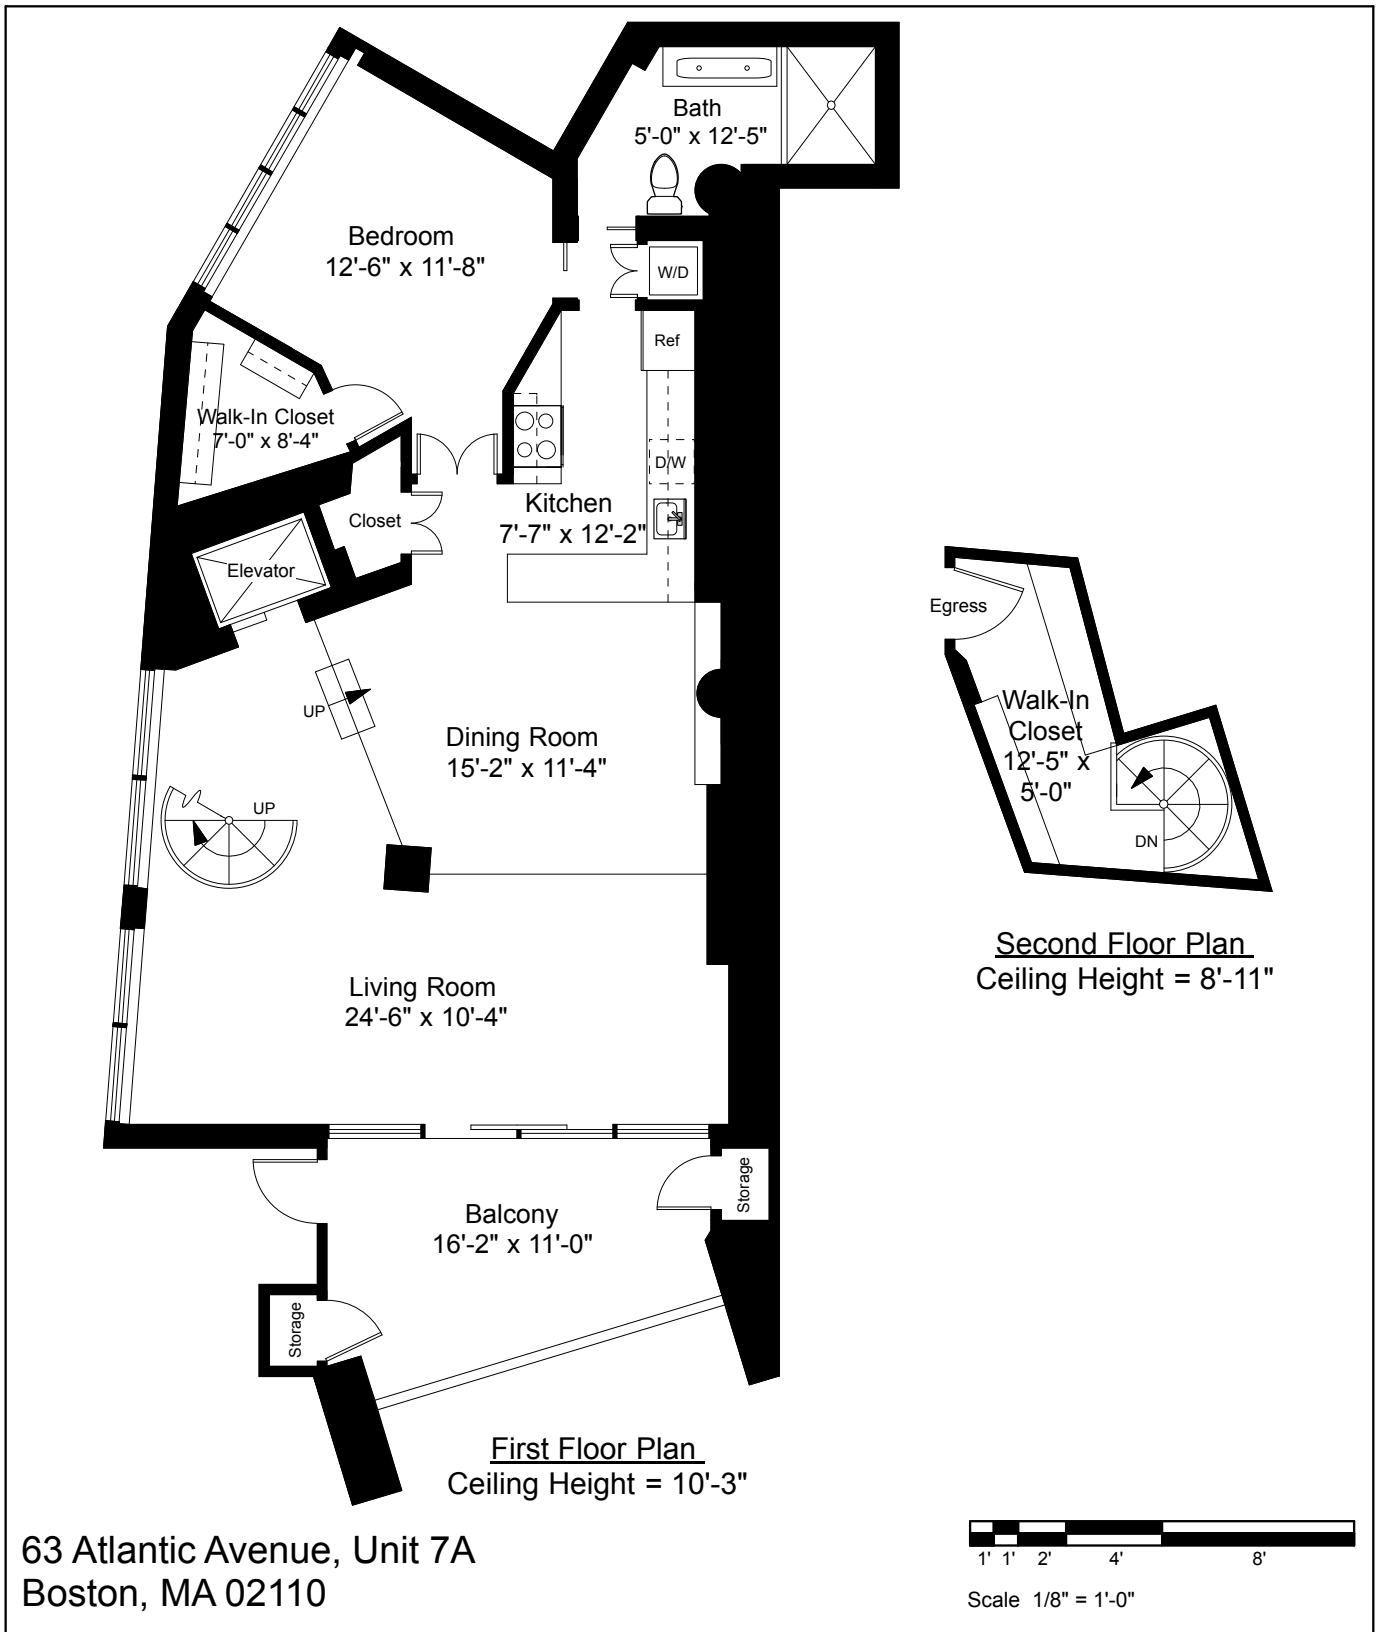 Bath
5'-0" x 12'-5"
Bedroom
12'-6" x 11'-8"
W/D
Ref
Walk-In Closet
7'-0" x 8'-4"
D/W
Kitchen
7'-7" x 12'-2"
Closet
Elevator
UP
Dining Room
15'-2" x 11'-4"
UP
Living Room
24'-6" x 10'-4"
Storage
Balcony
16'-2" x 11'-0"
Storage
First Floor Plan
Ceiling Height = 10'-3"
Egress
Walk-In
Closet
12'-5" x
5'-0"
DN
Second Floor Plan
Ceiling Height = 8'-11"
63 Atlantic Avenue, Unit 7A
Boston, MA 02110
1' 1' 2' 4' 8'
Scale 1/8" = 1'-0"